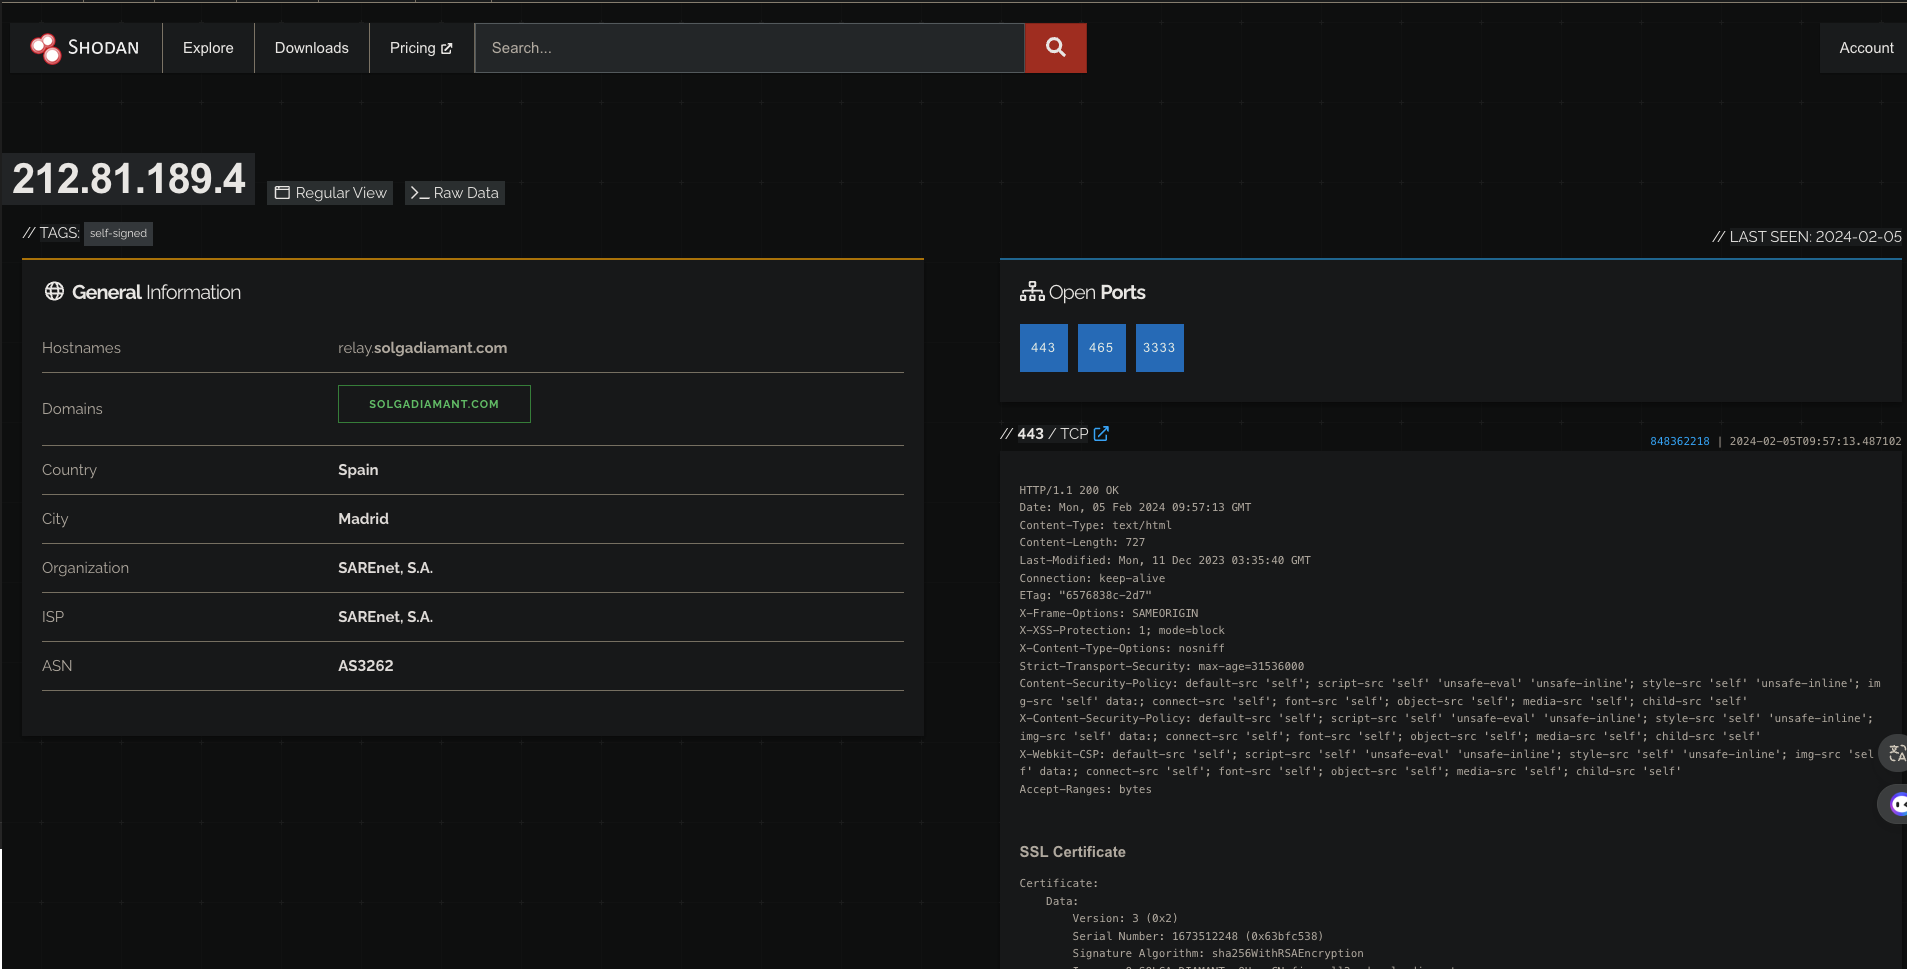 SHODAN
Explore
Downloads
Pricing
Search...
Account
212.81.189.4
Regular View
Raw Data
// TAGS: self-signed
// LAST SEEN: 2024-02-05
General Information
Hostnames relay.solgadiamant.com
Domains SOLGADIAMANT.COM
Country Spain
City Madrid
Organization SAREnet, S.A.
ISP SAREnet, S.A.
ASN AS3262
Open Ports
443 465 3333
// 443 / TCP
848362218 | 2024-02-05T09:57:13.487102
HTTP/1.1 200 OK
Date: Mon, 05 Feb 2024 09:57:13 GMT
Content-Type: text/html
Content-Length: 727
Last-Modified: Mon, 11 Dec 2023 03:35:40 GMT
Connection: keep-alive
ETag: "6576838c-2d7"
X-Frame-Options: SAMEORIGIN
X-XSS-Protection: 1; mode=block
X-Content-Type-Options: nosniff
Strict-Transport-Security: max-age=31536000
Content-Security-Policy: default-src 'self'; script-src 'self' 'unsafe-eval' 'unsafe-inline'; style-src 'self' 'unsafe-inline'; im
g-src 'self' data:; connect-src 'self'; font-src 'self'; object-src 'self'; media-src 'self'; child-src 'self'
X-Content-Security-Policy: default-src 'self'; script-src 'self' 'unsafe-eval' 'unsafe-inline'; style-src 'self' 'unsafe-inline';
img-src 'self' data:; connect-src 'self'; font-src 'self'; object-src 'self'; media-src 'self'; child-src 'self'
X-Webkit-CSP: default-src 'self'; script-src 'self' 'unsafe-eval' 'unsafe-inline'; style-src 'self' 'unsafe-inline'; img-src 'sel
f' data:; connect-src 'self'; font-src 'self'; object-src 'self'; media-src 'self'; child-src 'self'
Accept-Ranges: bytes
SSL Certificate
Certificate:
Data:
Version: 3 (0x2)
Serial Number: 1673512248 (0x63bfc538)
Signature Algorithm: sha256WithRSAEncryption